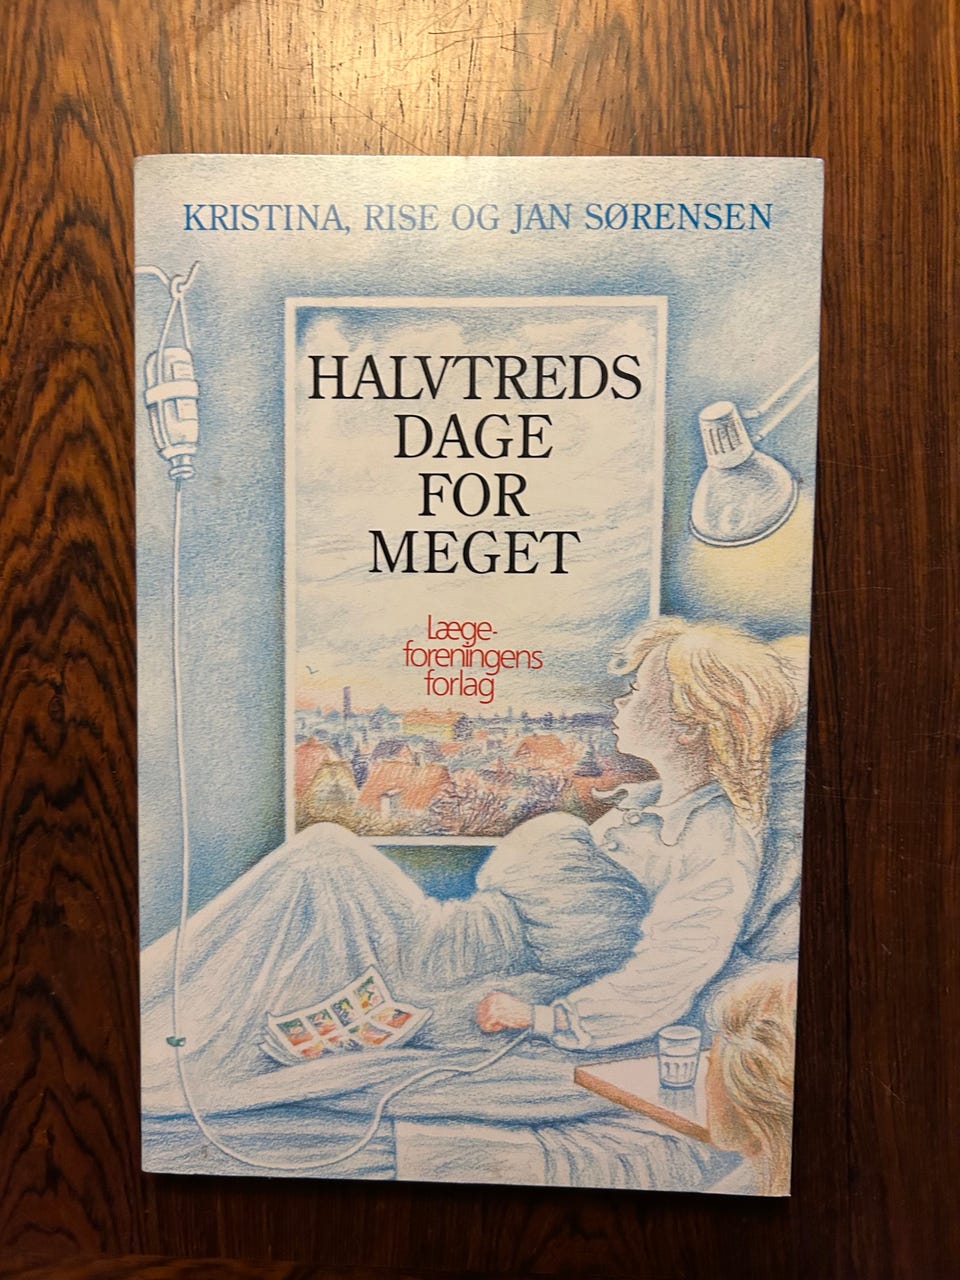 KRISTINA, RISE OG JAN SØRENSEN
HALVTREDS
DAGE
FOR
MEGET
Læge-
foreningens
forlag